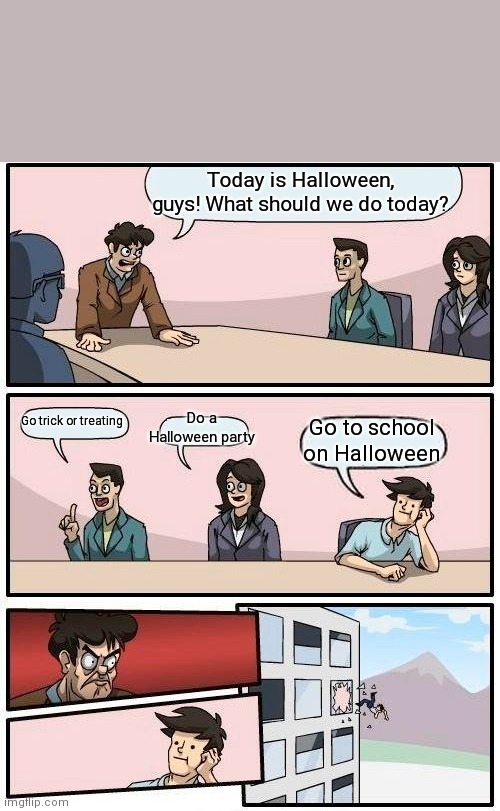 Today is Halloween,
guys! What should we do today?
Go trick or treating
Do a
Halloween party
Go to school
on Halloween
imgflip.com